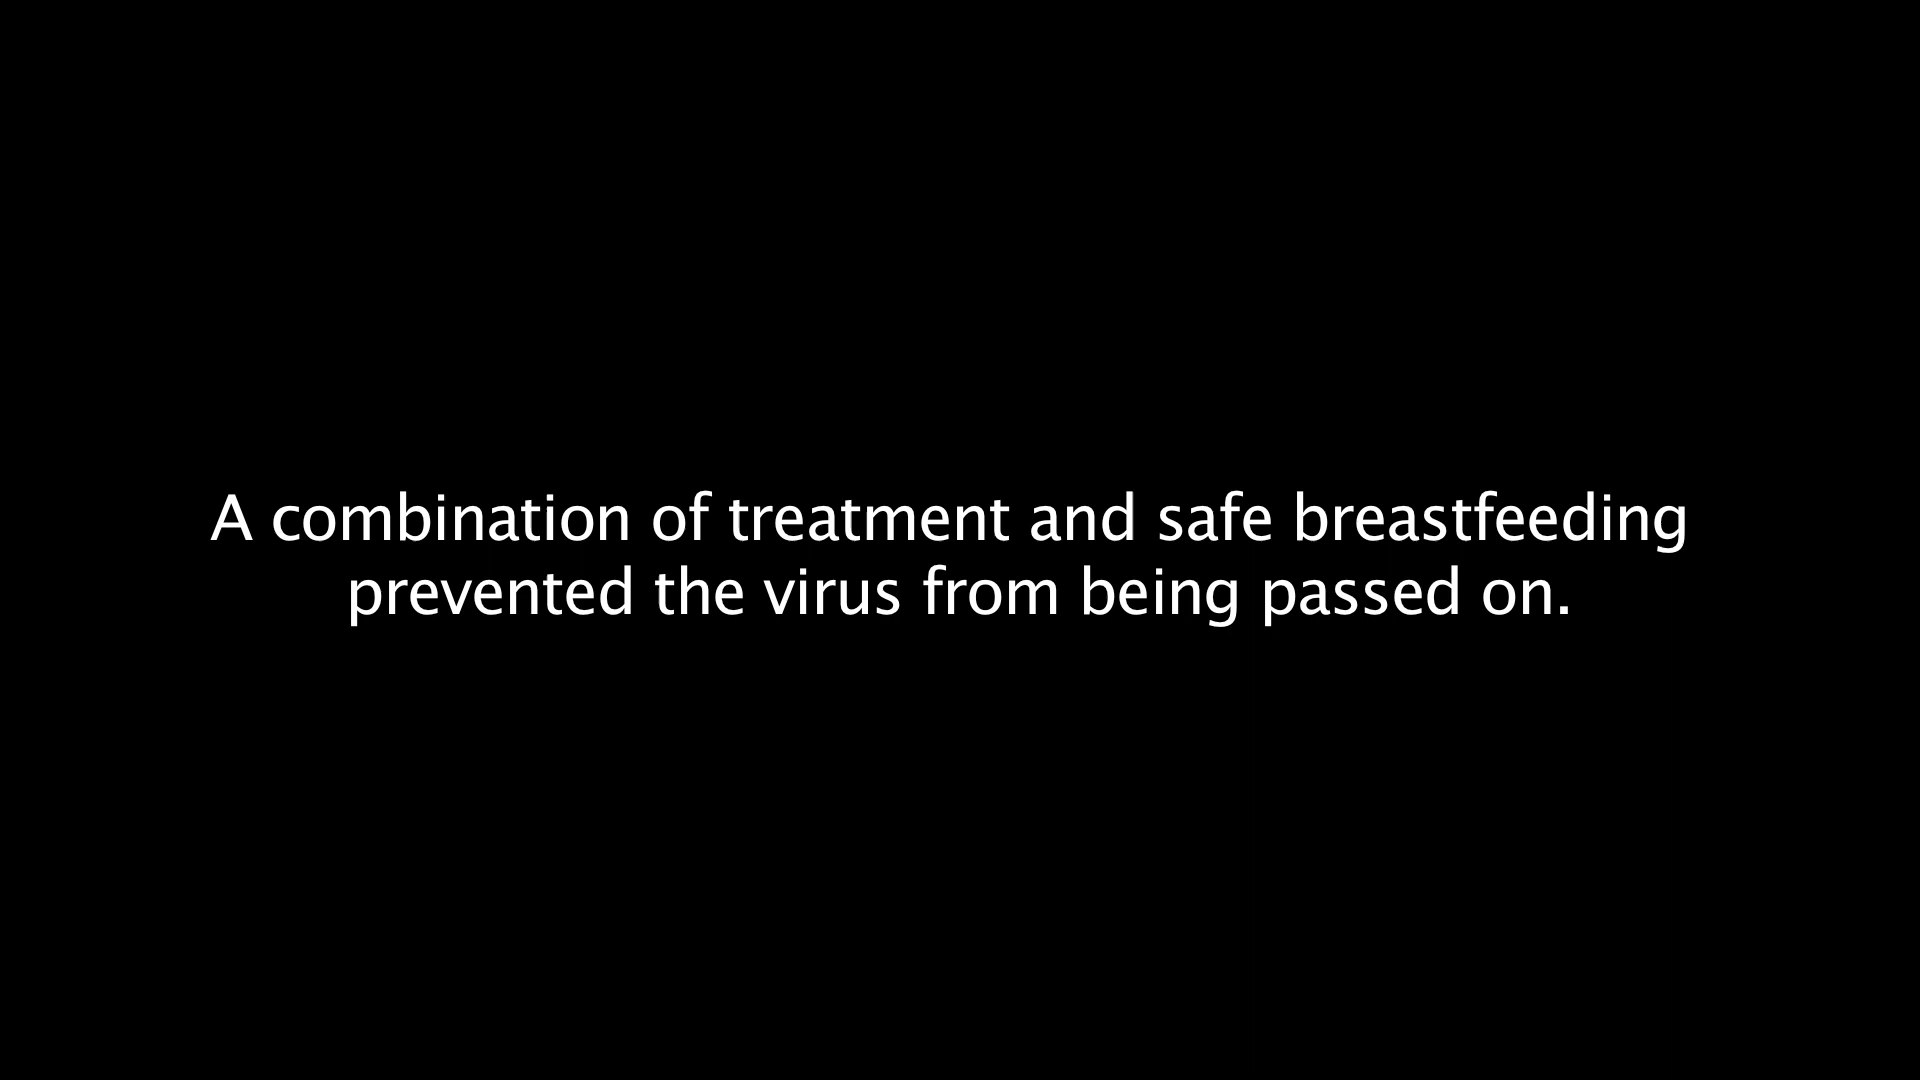 A combination of treatment and safe breastfeeding
prevented the virus from being passed on.